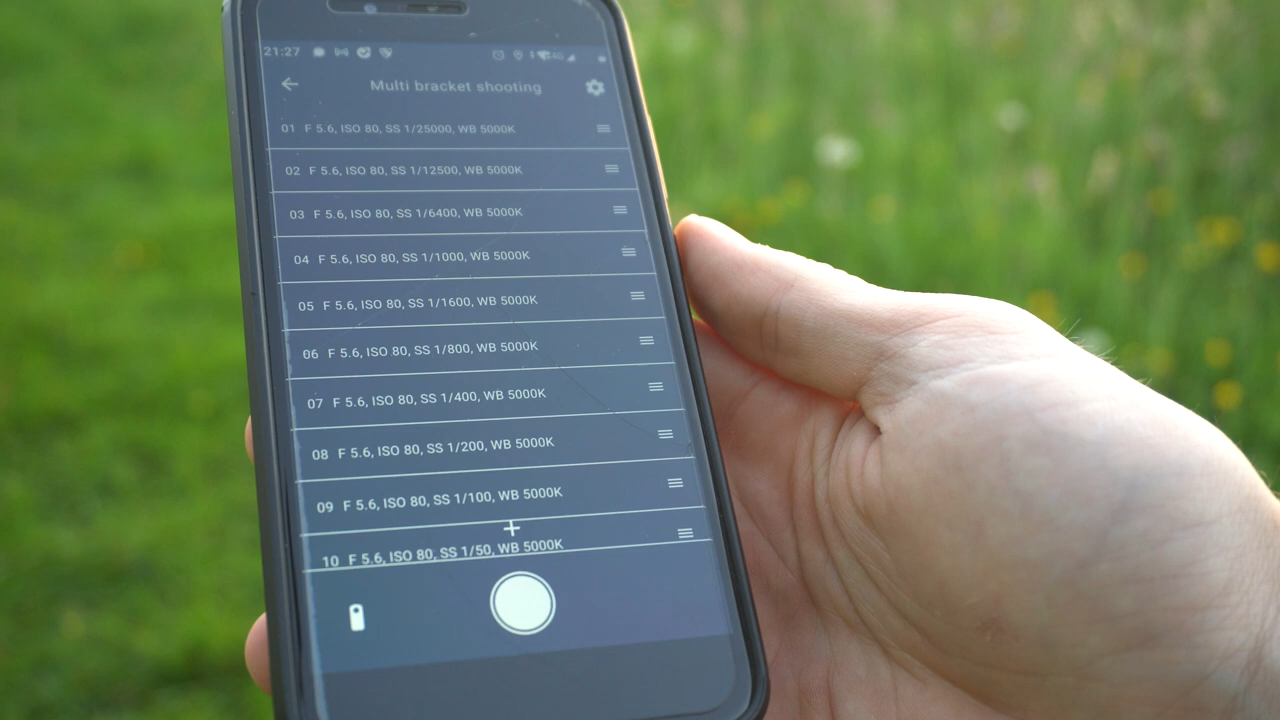 21:27
Multi bracket shooting
01 F 5.6, ISO 80, SS 1/25000, WB 5000K
02 F 5.6, ISO 80, SS 1/12500, WB 5000K
03 F 5.6, ISO 80, SS 1/6400, WB 5000K
04 F 5.6, ISO 80, SS 1/1000, WB 5000K
05 F 5.6, ISO 80, SS 1/1600, WB 5000K
06 F 5.6, ISO 80, SS 1/800, WB 5000K
07 F 5.6, ISO 80, SS 1/400, WB 5000K
08 F 5.6, ISO 80, SS 1/200, WB 5000K
09 F 5.6, ISO 80, SS 1/100, WB 5000K
10 F 5.6, ISO 80, SS 1/50, WB 5000K